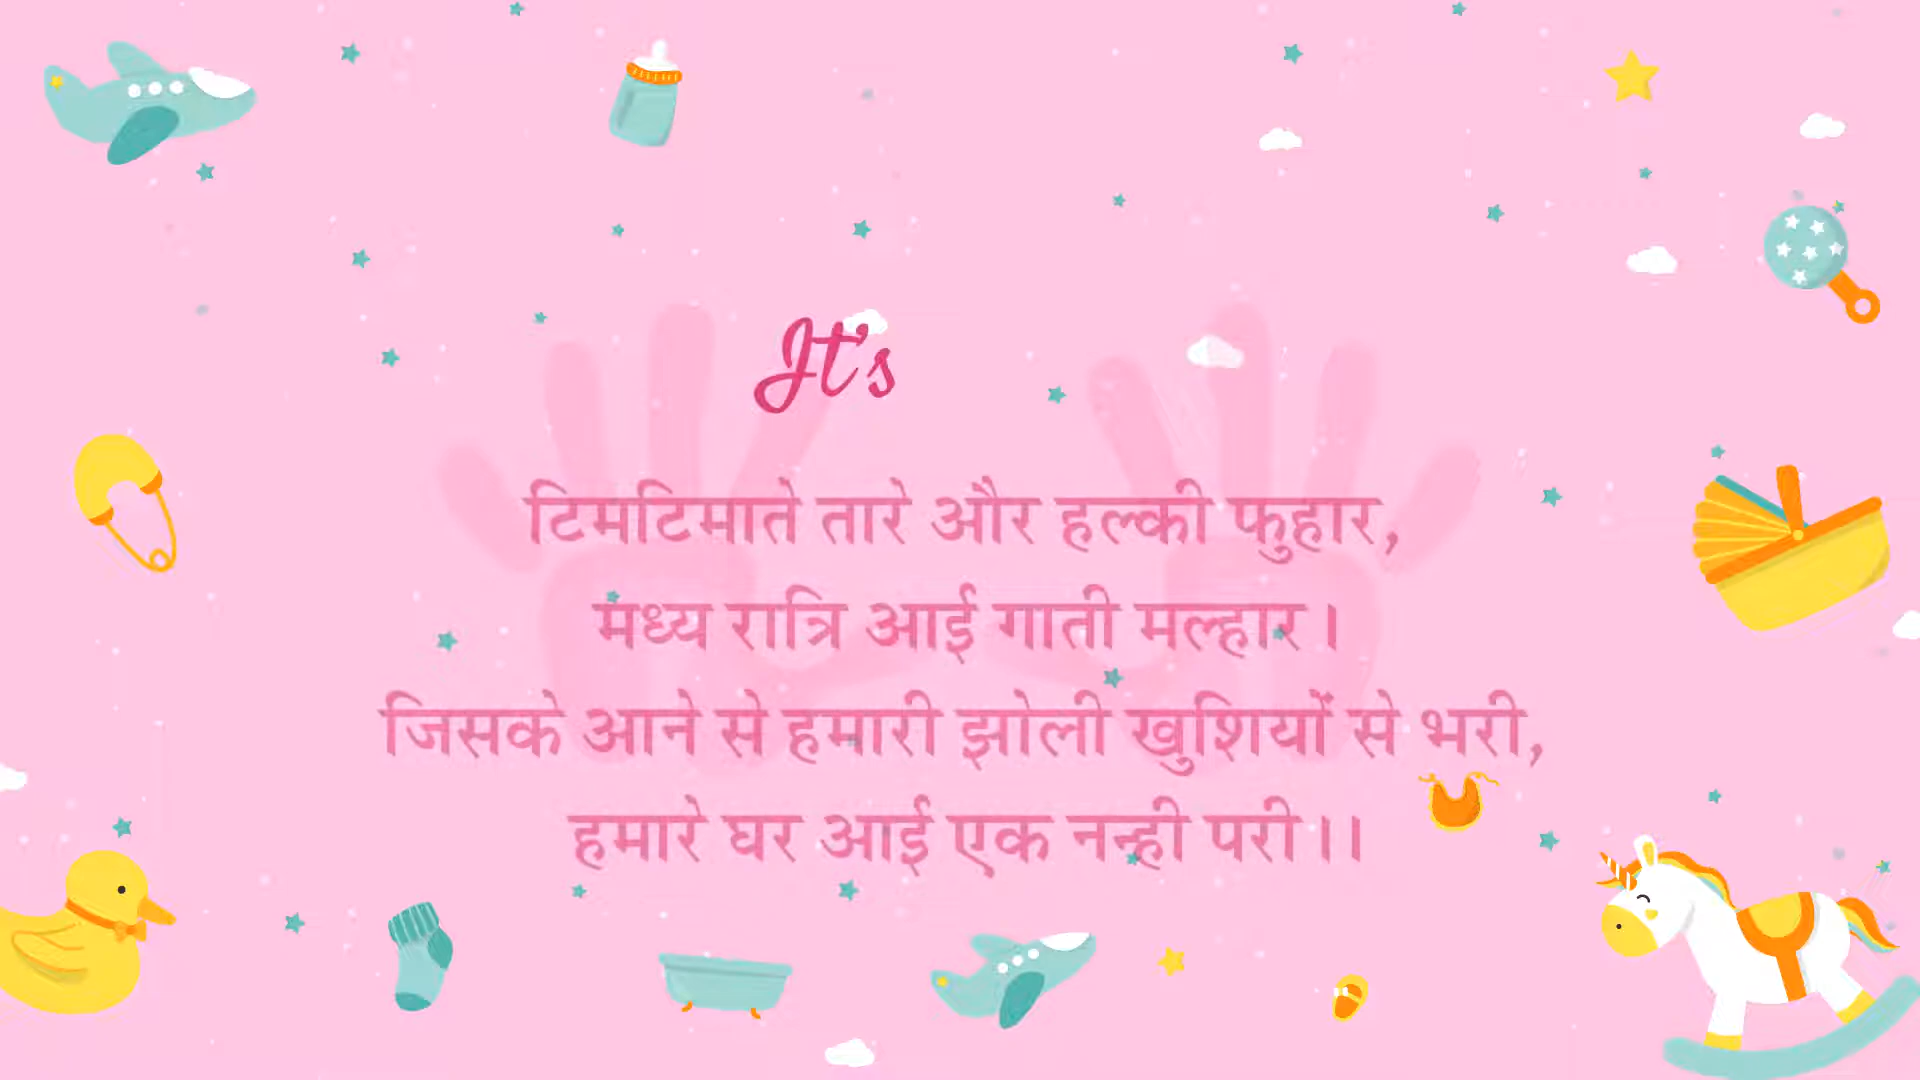 It's
टिमटिमाते तारे और हल्की फुहार,
मध्य रात्रि आई गाती मल्हार।
जिसके आने से हमारी झोली खुशियों से भरी,
हमारे घर आई एक नन्ही परी।।